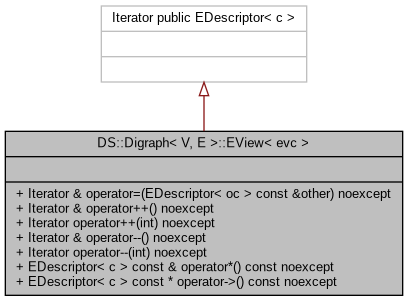 Iterator public EDescriptor< c >
DS::Digraph< V, E >::EView< evc >
+ Iterator & operator=(EDescriptor< oc > const &other) noexcept
+ Iterator & operator++() noexcept
+ Iterator operator++(int) noexcept
+ Iterator & operator--() noexcept
+ Iterator operator--(int) noexcept
+ EDescriptor< c > const & operator*() const noexcept
+ EDescriptor< c > const * operator->() const noexcept